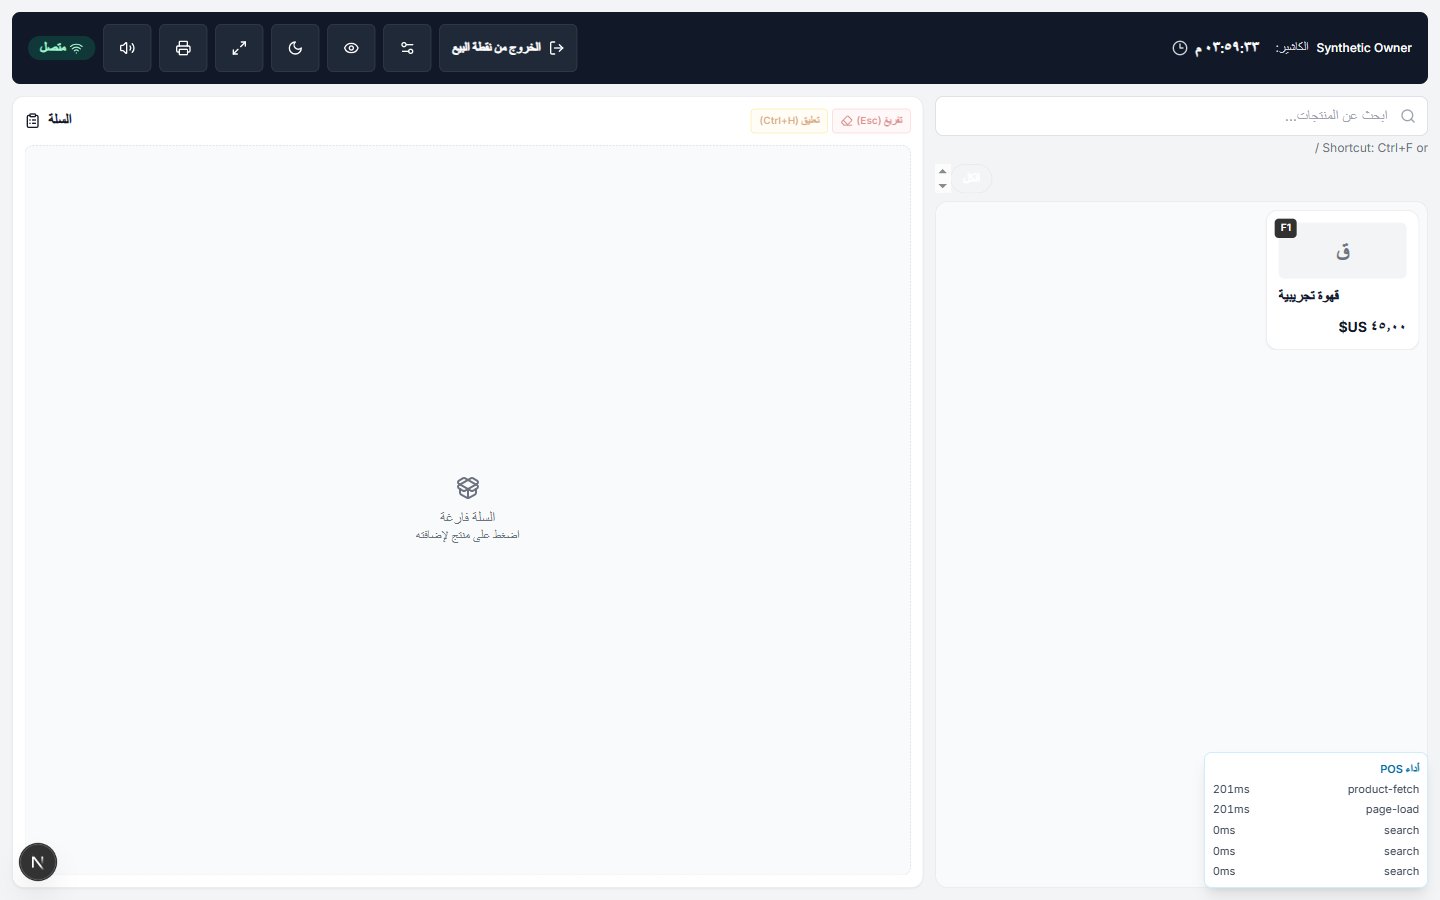 Synthetic Owner الكاشير: ٠٣:٥٩:٣٣ م
الخروج من نقطة البيع
متصل
ابحث عن المنتجات...
Shortcut: Ctrl+F or /
الكل
F1
ق
قهوة تجريبية
٤٥,٠٠ US$
السلة
تفريغ (Esc)
تعليق (Ctrl+H)
السلة فارغة
اضغط على منتج لإضافته
أداء POS
product-fetch 201ms
page-load 201ms
search 0ms
search 0ms
search 0ms
N